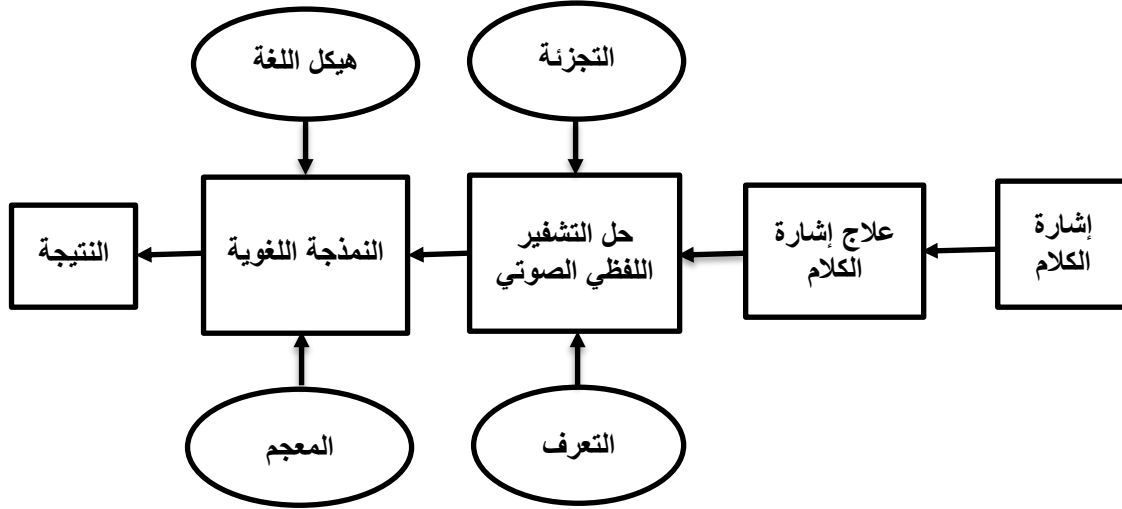 هيكل اللغة
التجزئة
إشارة
الكلام
علاج إشارة
الكلام
حل التشفير
اللفظي الصوتي
النمذجة اللغوية
النتيجة
المعجم
التعرف